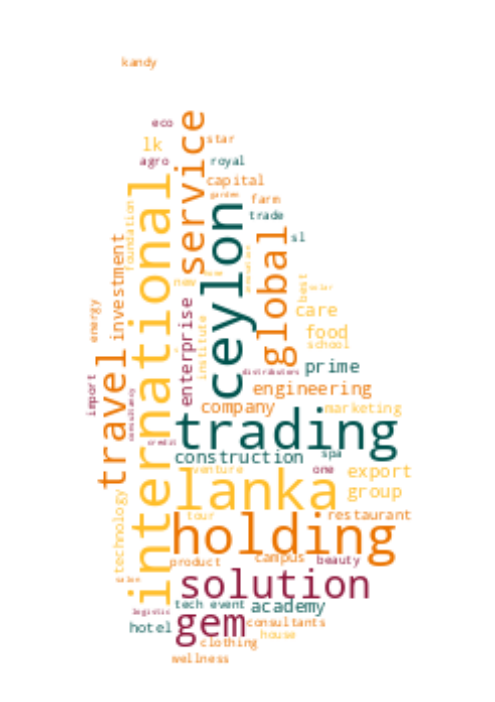 kandy
eco
service
star
lk
agro
royal
international
capital
garden
farm
foundation
ceylon
trade
global
sl
investment
new
best
energy
enterprise
care
institute
food
school
travel
prime
distributors
import
engineering
consultancy
company
marketing
trading
credit
construction
spa
venture
one
export
lanka
group
technology
tour
restaurant
holding
product
campus
beauty
solution
tech event
academy
logistic
gem
hotel
consultants
house
clothing
wellness